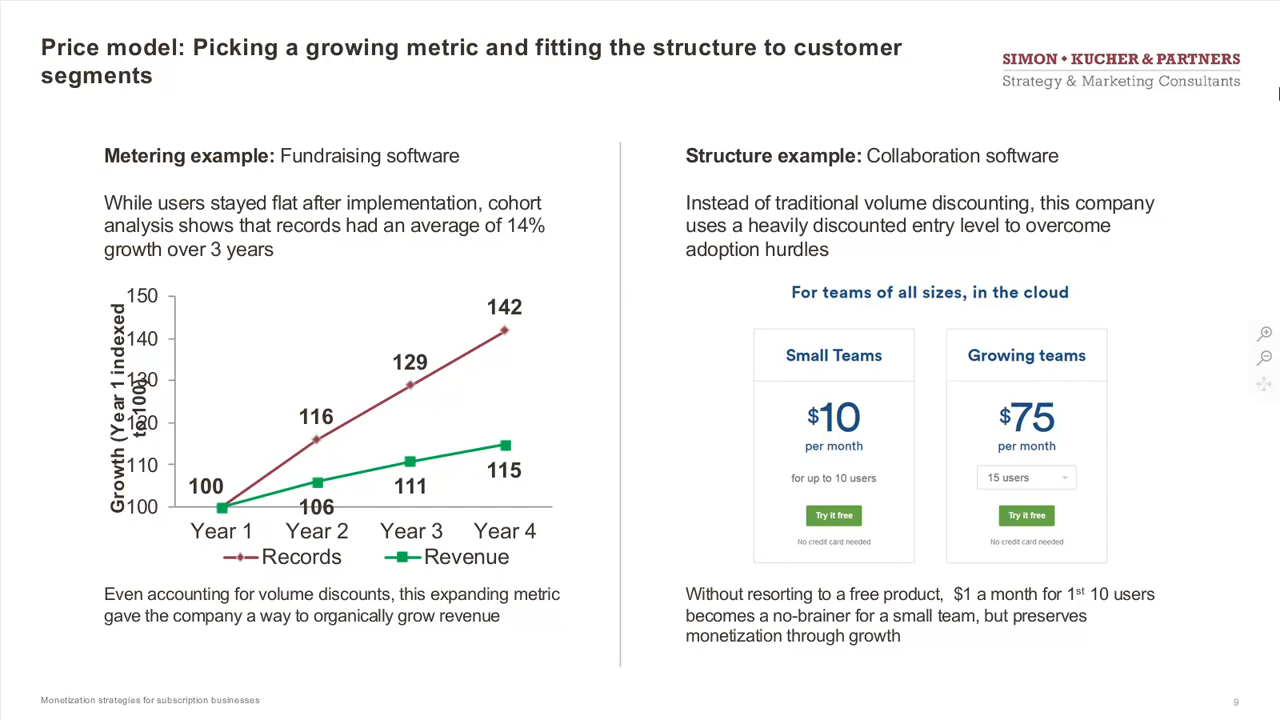 Price model: Picking a growing metric and fitting the structure to customer
segments
SIMON ♦ KUCHER & PARTNERS
Strategy & Marketing Consultants
Metering example: Fundraising software
While users stayed flat after implementation, cohort
analysis shows that records had an average of 14%
growth over 3 years
Growth (Year 1 indexed
to 100)
150
140
130
120
110
100
100
116
129
142
106
111
115
Year 1 Year 2 Year 3 Year 4
Records Revenue
Even accounting for volume discounts, this expanding metric
gave the company a way to organically grow revenue
Structure example: Collaboration software
Instead of traditional volume discounting, this company
uses a heavily discounted entry level to overcome
adoption hurdles
For teams of all sizes, in the cloud
Small Teams
$10
per month
for up to 10 users
Try it free
No credit card needed
Growing teams
$75
per month
15 users
Try it free
No credit card needed
Without resorting to a free product,  $1 a month for 1st 10 users
becomes a no-brainer for a small team, but preserves
monetization through growth
Monetization strategies for subscription businesses
9